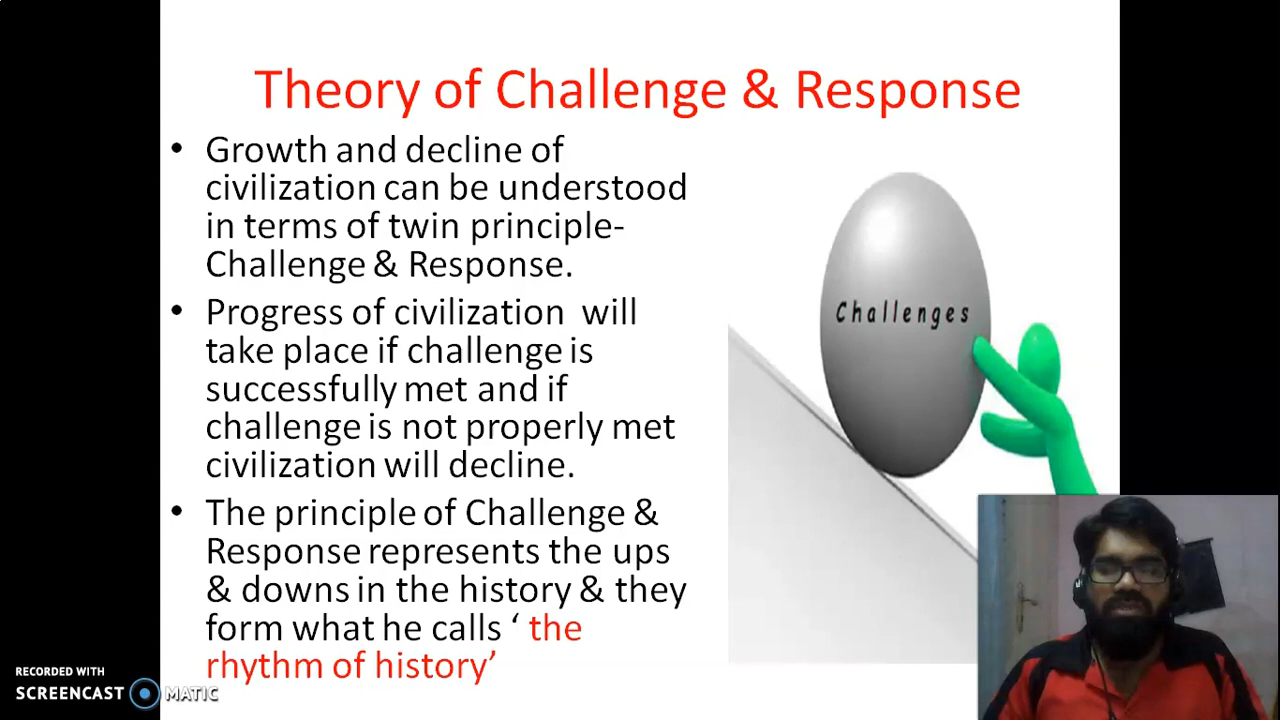 Theory of Challenge & Response
• Growth and decline of
civilization can be understood
in terms of twin principle-
Challenge & Response.
• Progress of civilization will
take place if challenge is
successfully met and if
challenge is not properly met
civilization will decline.
• The principle of Challenge &
Response represents the ups
& downs in the history & they
form what he calls ‘ the
rhythm of history’
Challenges
RECORDED WITH
SCREENCAST MATIC